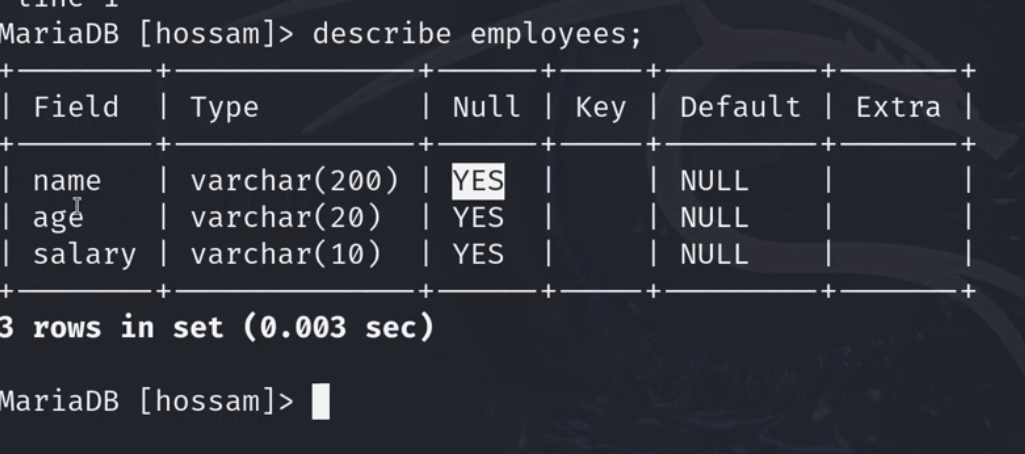 line 1
MariaDB [hossam]> describe employees;
| Field | Type | Null | Key | Default | Extra |
| name | varchar(200) | YES | | NULL | |
| age | varchar(20) | YES | | NULL | |
| salary | varchar(10) | YES | | NULL | |
3 rows in set (0.003 sec)
MariaDB [hossam]>